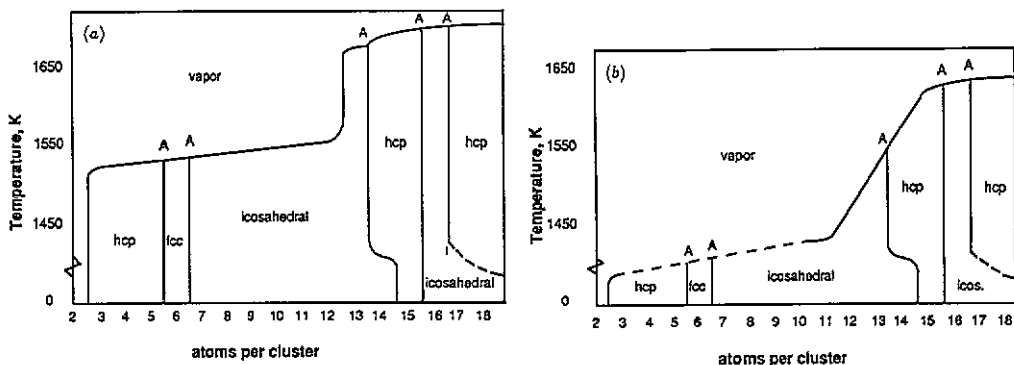 (a)
A
A
A
1650
vapor
A
A
1550
hcp
hcp
Temperature, K
icosahedral
1450
hcp
fcc
icosahedral
0
2 3 4 5 6 7 8 9 10 11 12 13 14 15 16 17 18
atoms per cluster
(b)
A
A
1650
A
1550
vapor
hcp
hcp
Temperature, K
1450
A
A
hcp
fcc
icosahedral
icos.
0
2 3 4 5 6 7 8 9 10 11 12 13 14 15 16 17 18
atoms per cluster